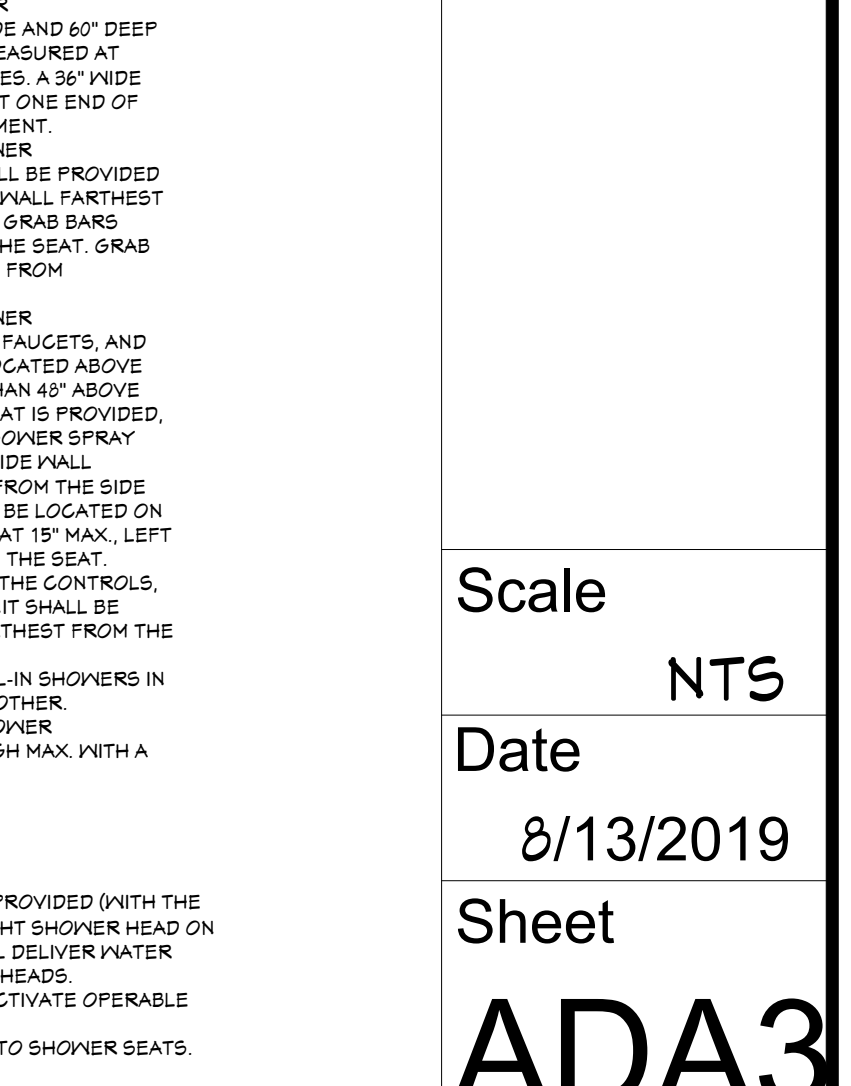 DE AND 60" DEEP
EASURED AT
ES. A 36" WIDE
T ONE END OF
MENT.
NER
LL BE PROVIDED
WALL FARTHEST
GRAB BARS
HE SEAT. GRAB
FROM
NER
FAUCETS, AND
OCATED ABOVE
HAN 48" ABOVE
AT IS PROVIDED,
OWER SPRAY
IDE WALL
FROM THE SIDE
BE LOCATED ON
AT 15" MAX., LEFT
THE SEAT.
THE CONTROLS,
IT SHALL BE
THEST FROM THE
L-IN SHOWERS IN
OTHER.
OWER
GH MAX. WITH A
PROVIDED (WITH THE
HT SHOWER HEAD ON
L DELIVER WATER
HEADS.
CTIVATE OPERABLE
TO SHOWER SEATS.
Scale
NTS
Date
8/13/2019
Sheet
ADA3